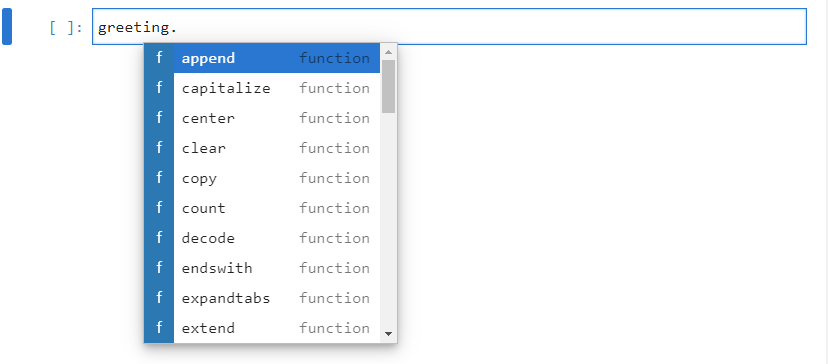 [ ]: greeting.
f append function
f capitalize function
f center function
f clear function
f copy function
f count function
f decode function
f endswith function
f expandtabs function
f extend function